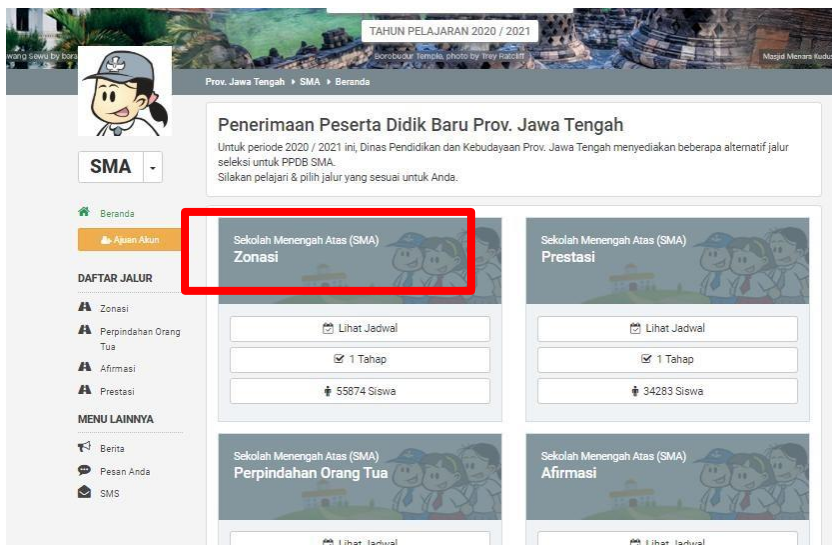 TAHUN PELAJARAN 2020 / 2021
Borobudur Temple, photo by Trey Ratcliff
Masjid Menara Kudus
Prov. Jawa Tengah SMA Beranda
SMA
Beranda
Ajuan Akun
DAFTAR JALUR
Zonasi
Perpindahan Orang
Tua
Afirmasi
Prestasi
MENU LAINNYA
Berita
Pesan Anda
SMS
Penerimaan Peserta Didik Baru Prov. Jawa Tengah
Untuk periode 2020 / 2021 ini, Dinas Pendidikan dan Kebudayaan Prov. Jawa Tengah menyediakan beberapa alternatif jalur
seleksi untuk PPDB SMA.
Silakan pelajari & pilih jalur yang sesuai untuk Anda.
Sekolah Menengah Atas (SMA)
Zonasi
Lihat Jadwal
1 Tahap
55874 Siswa
Sekolah Menengah Atas (SMA)
Prestasi
Lihat Jadwal
1 Tahap
34283 Siswa
Sekolah Menengah Atas (SMA)
Perpindahan Orang Tua
Lihat Jadwal
Sekolah Menengah Atas (SMA)
Afirmasi
Lihat Jadwal